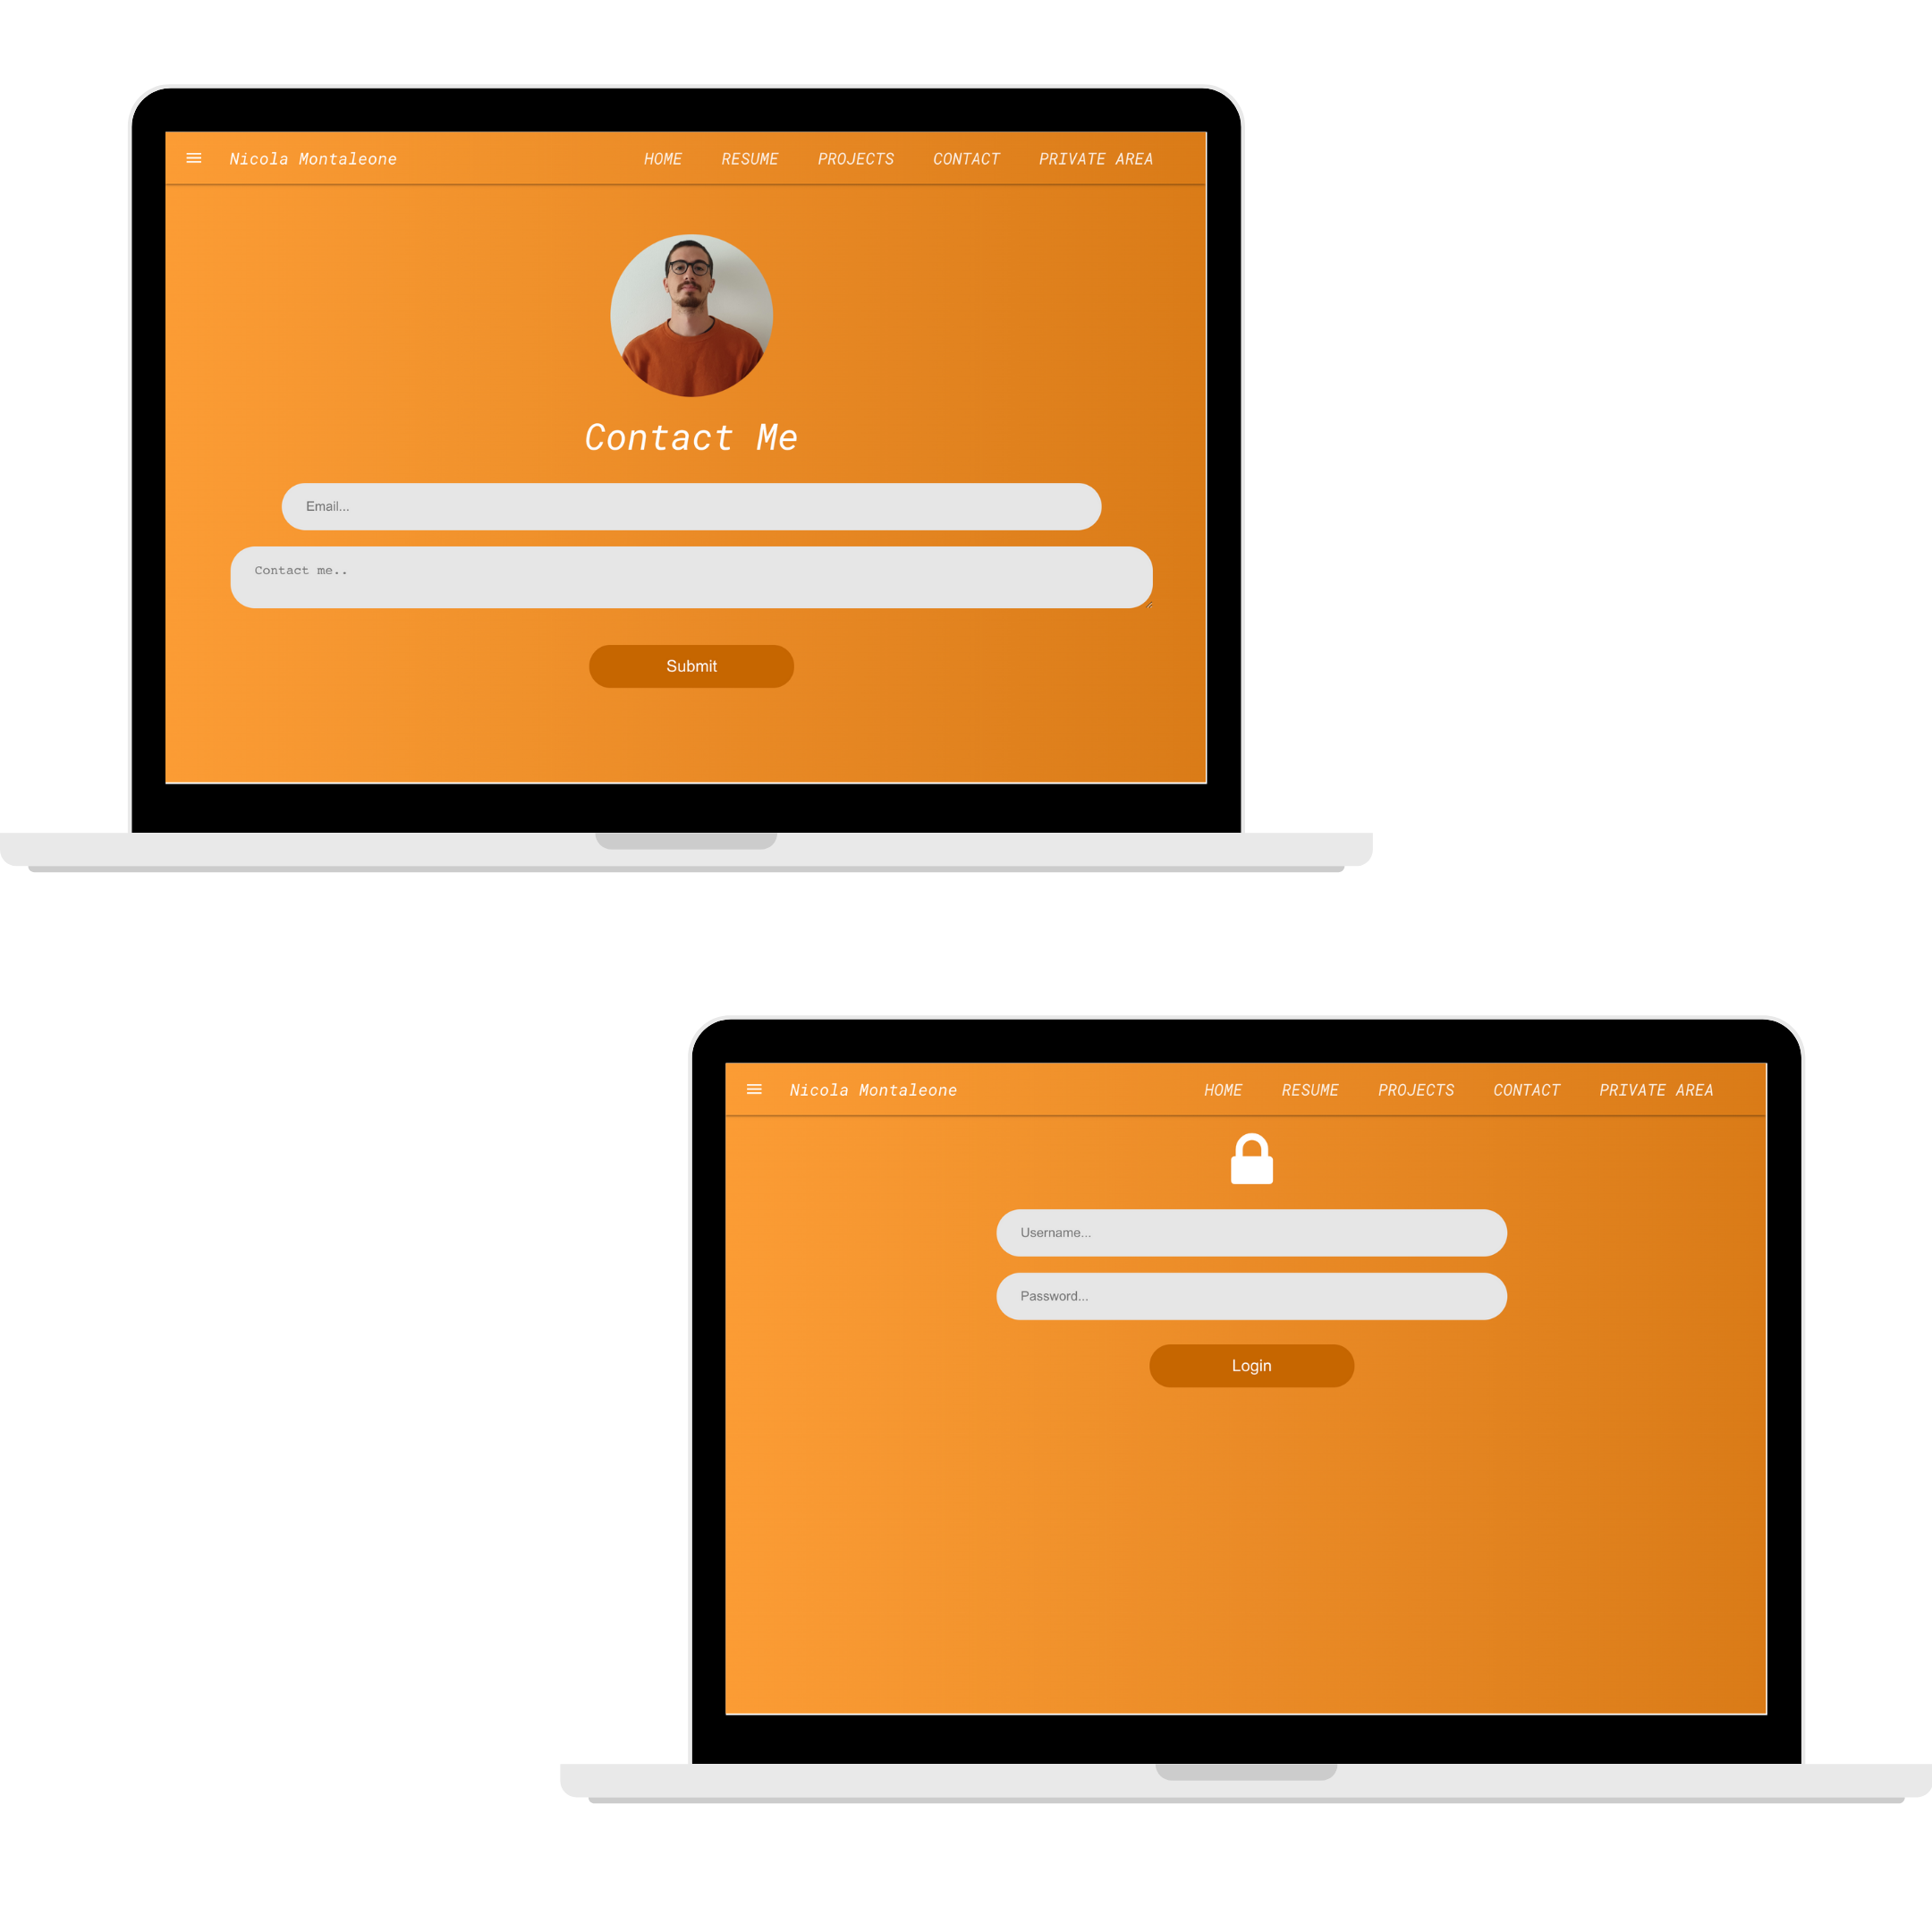 Nicola Montaleone HOME RESUME PROJECTS CONTACT PRIVATE AREA
Contact Me
Email...
Contact me..
Submit
Nicola Montaleone HOME RESUME PROJECTS CONTACT PRIVATE AREA
Username...
Password...
Login